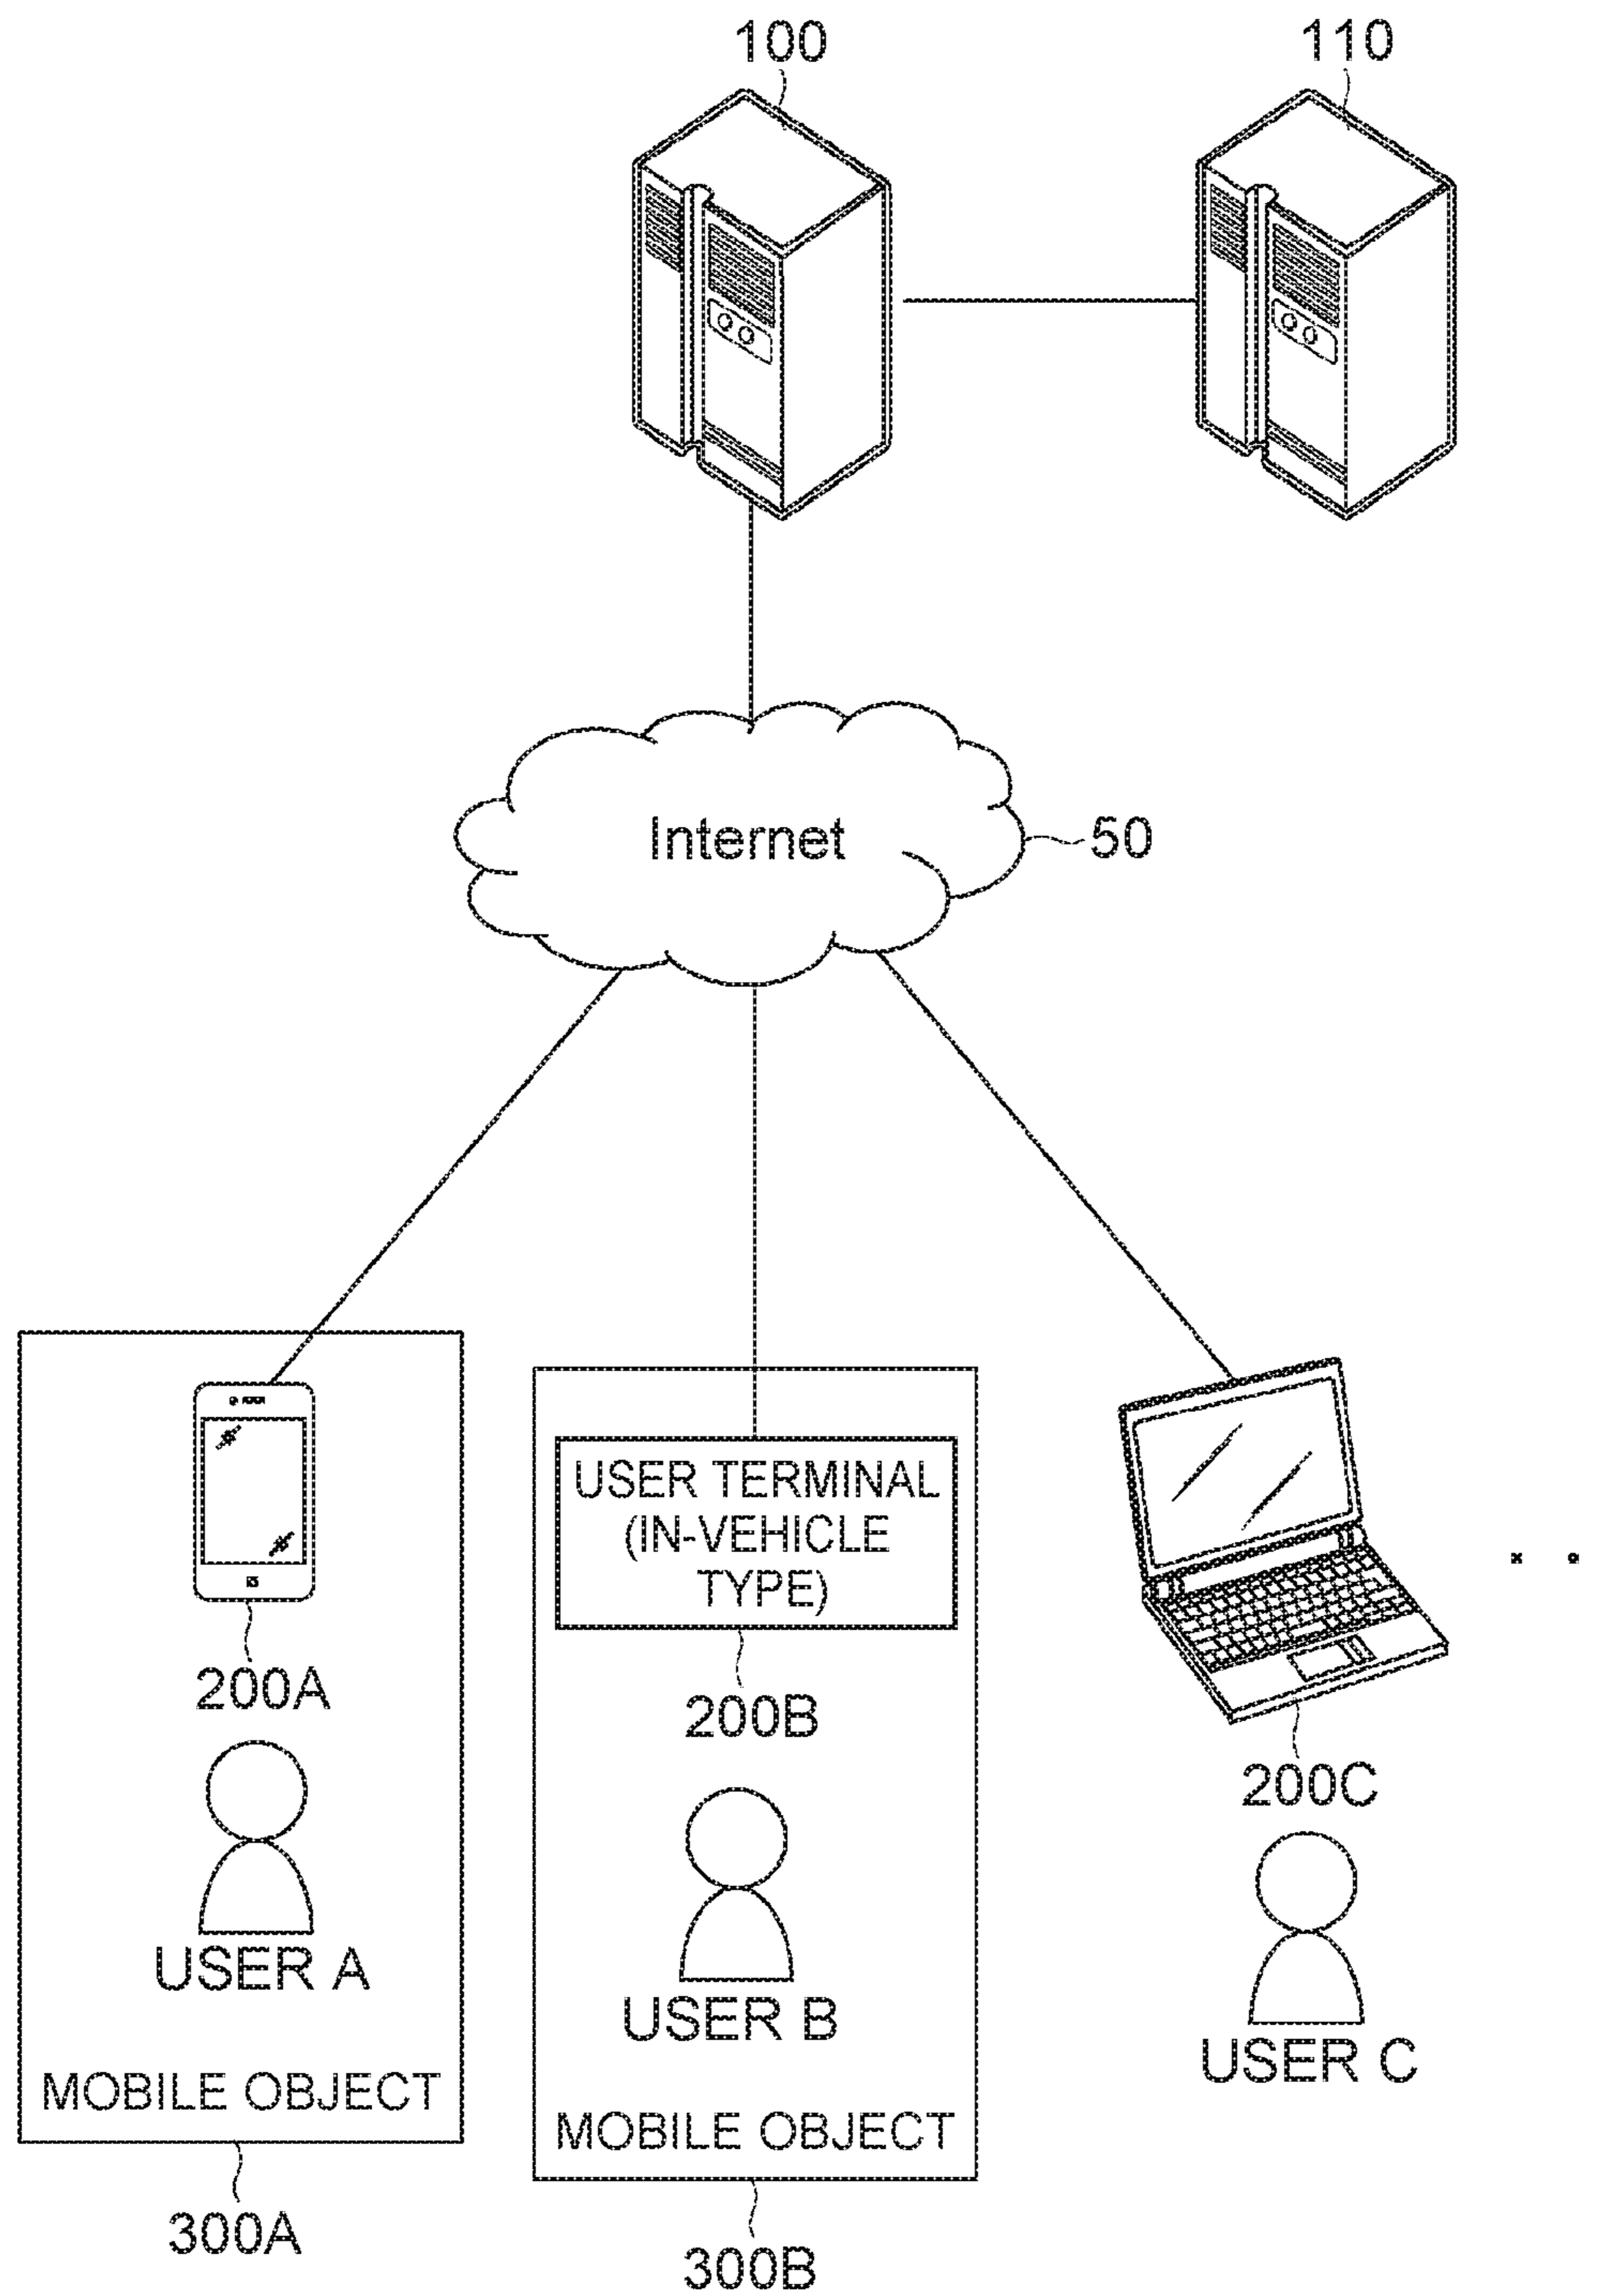 100
110
Internet
50
USER TERMINAL
(IN-VEHICLE
TYPE)
200A
200B
200C
USER A
USER B
USER C
MOBILE OBJECT
MOBILE OBJECT
300A
300B